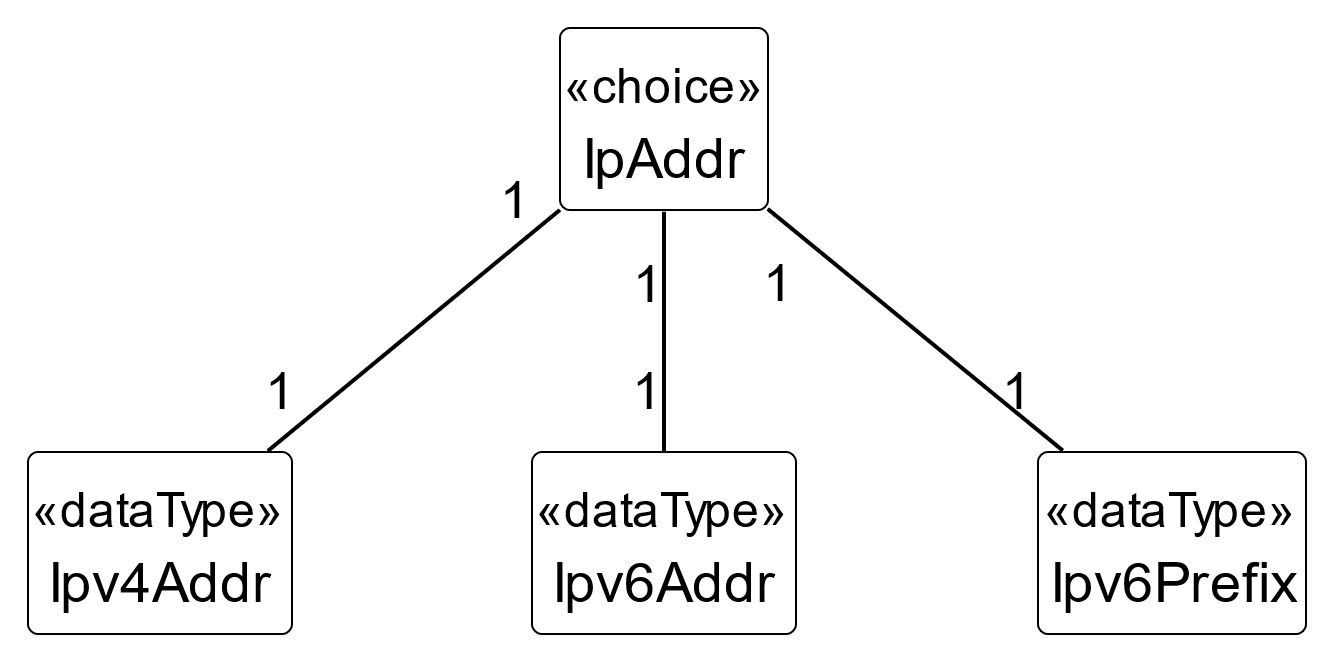 «choice»
IpAddr
1
1
1
1
1
1
«dataType»
Ipv4Addr
«dataType»
Ipv6Addr
«dataType»
Ipv6Prefix